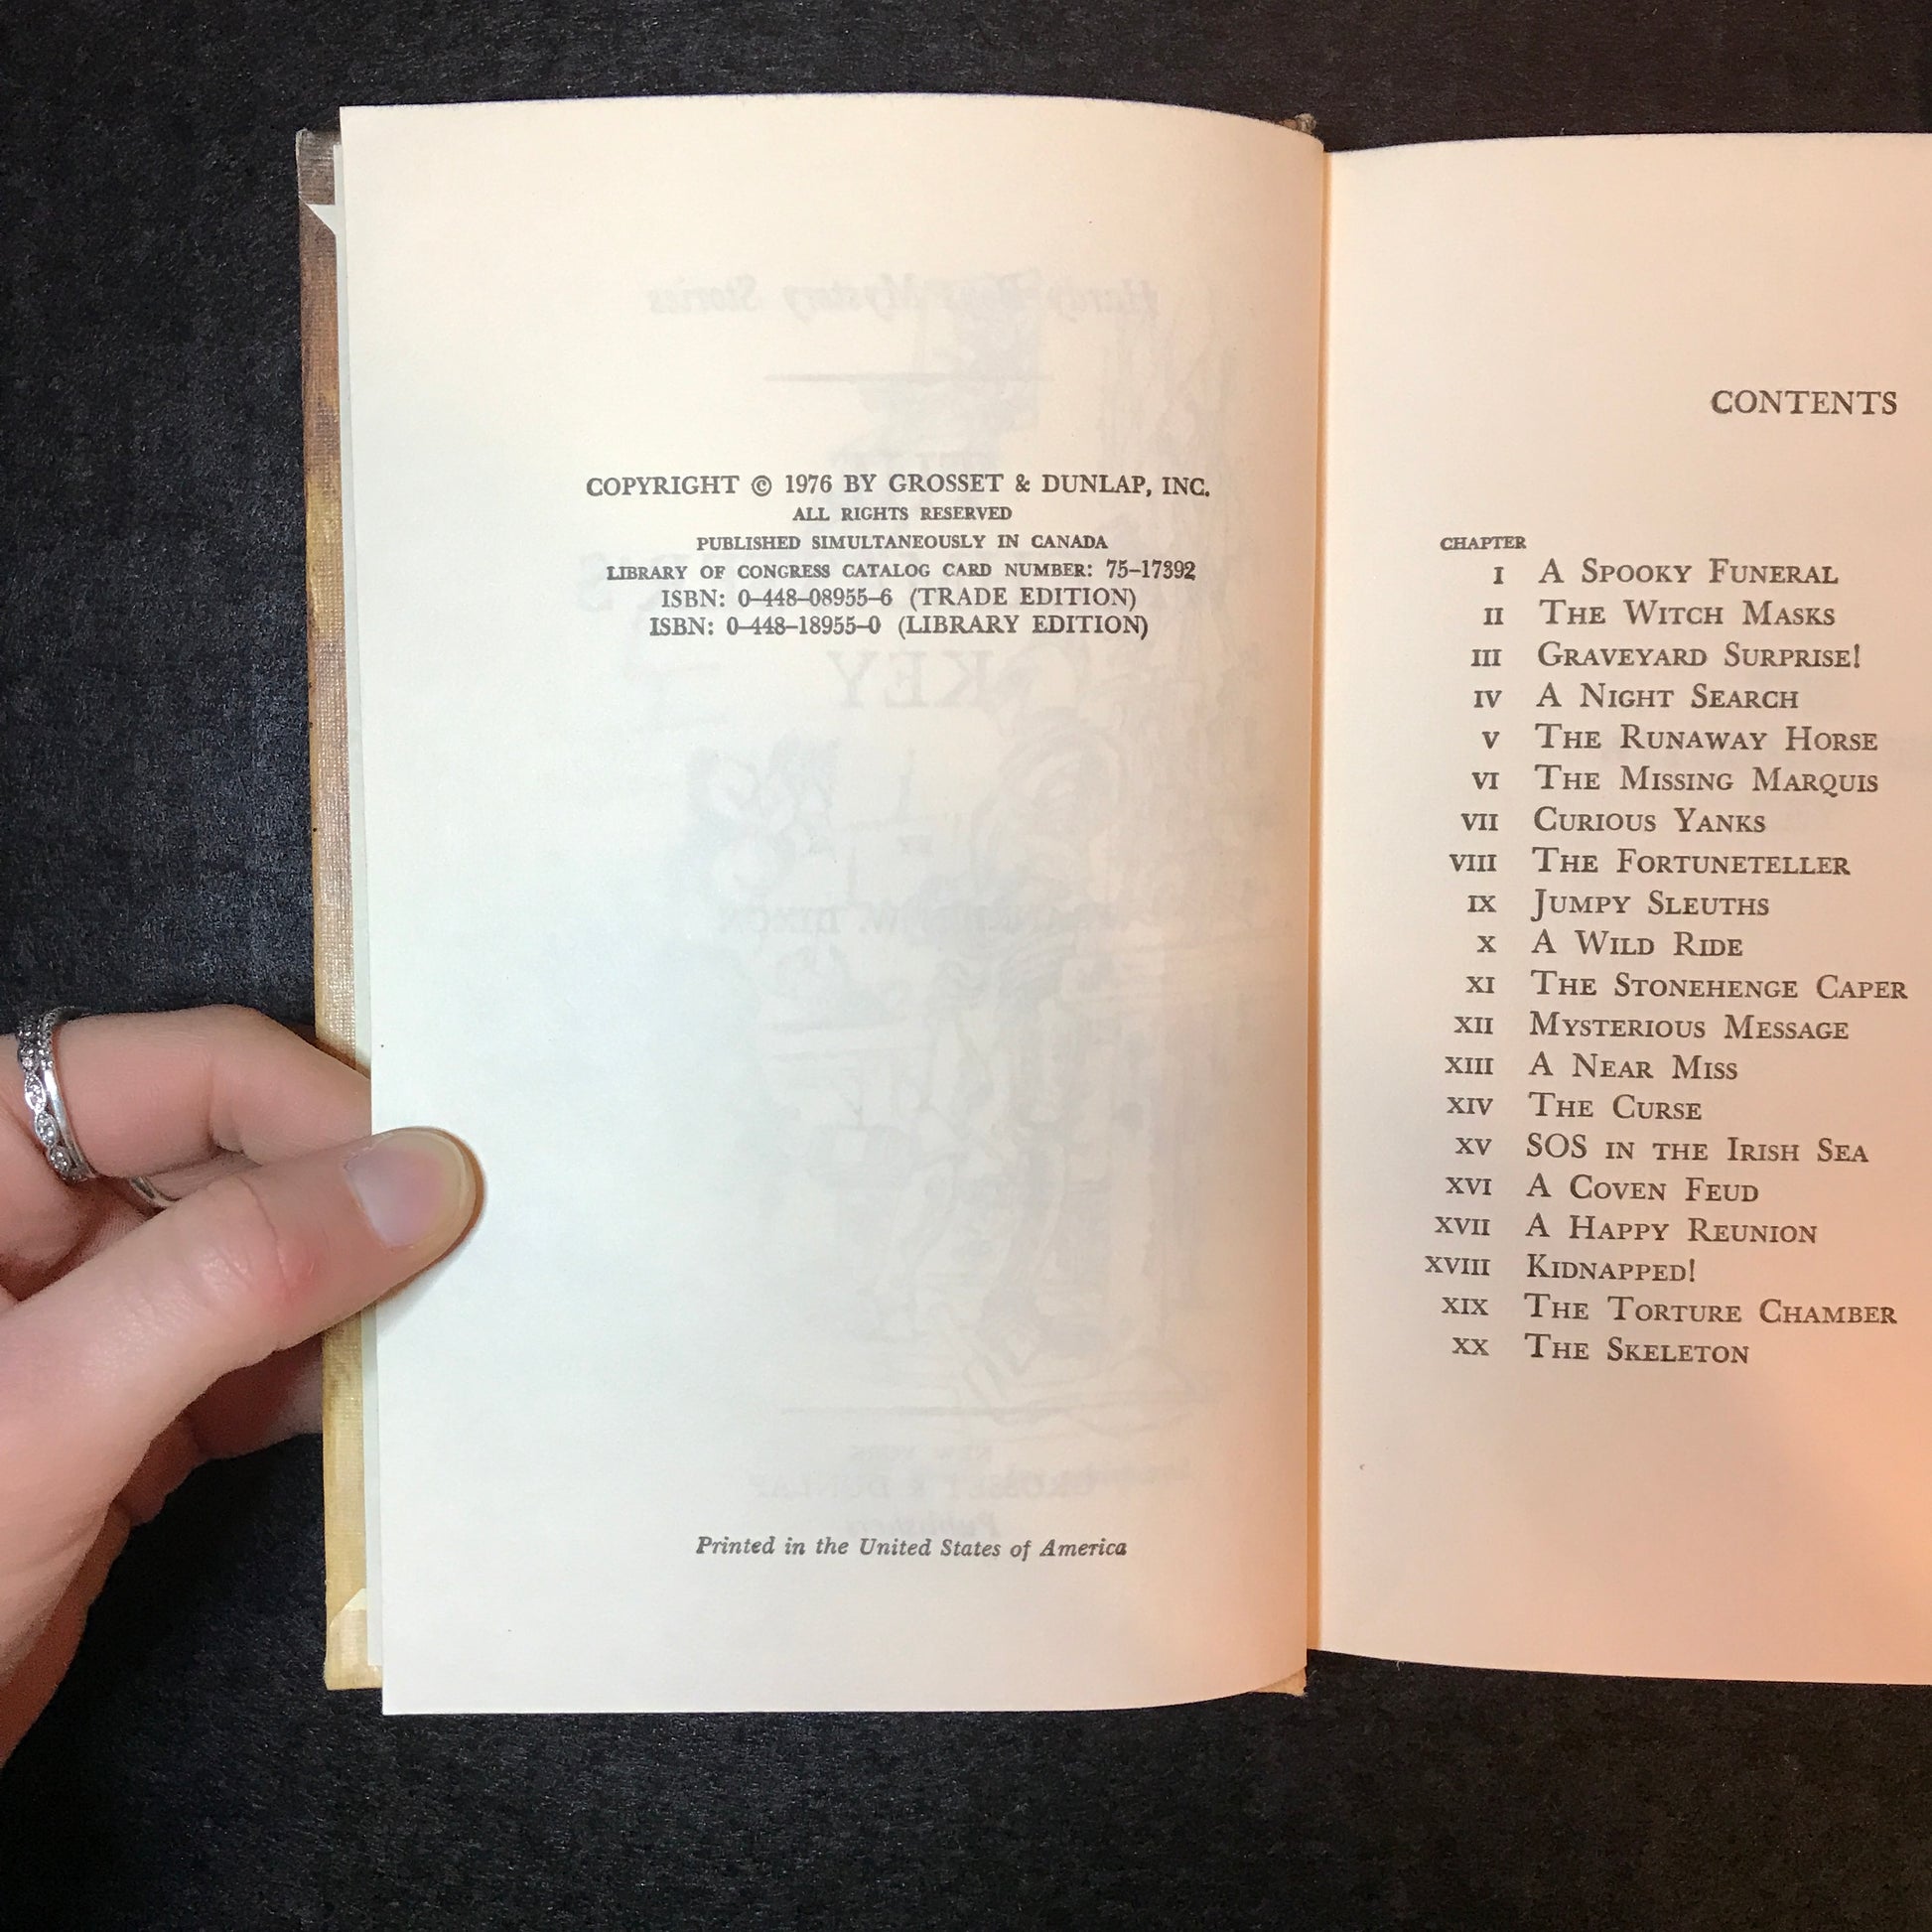 COPYRIGHT © 1976 BY GROSSET & DUNLAP, INC.
ALL RIGHTS RESERVED
PUBLISHED SIMULTANEOUSLY IN CANADA
LIBRARY OF CONGRESS CATALOG CARD NUMBER: 75–17392
ISBN: 0–448–08955–6 (TRADE EDITION)
ISBN: 0–448–18955–0 (LIBRARY EDITION)
Printed in the United States of America
CONTENTS
CHAPTER
I A SPOOKY FUNERAL
II THE WITCH MASKS
III GRAVEYARD SURPRISE!
IV A NIGHT SEARCH
V THE RUNAWAY HORSE
VI THE MISSING MARQUIS
VII CURIOUS YANKS
VIII THE FORTUNETELLER
IX JUMPY SLEUTHS
X A WILD RIDE
XI THE STONEHENGE CAPER
XII MYSTERIOUS MESSAGE
XIII A NEAR MISS
XIV THE CURSE
XV SOS IN THE IRISH SEA
XVI A COVEN FEUD
XVII A HAPPY REUNION
XVIII KIDNAPPED!
XIX THE TORTURE CHAMBER
XX THE SKELETON